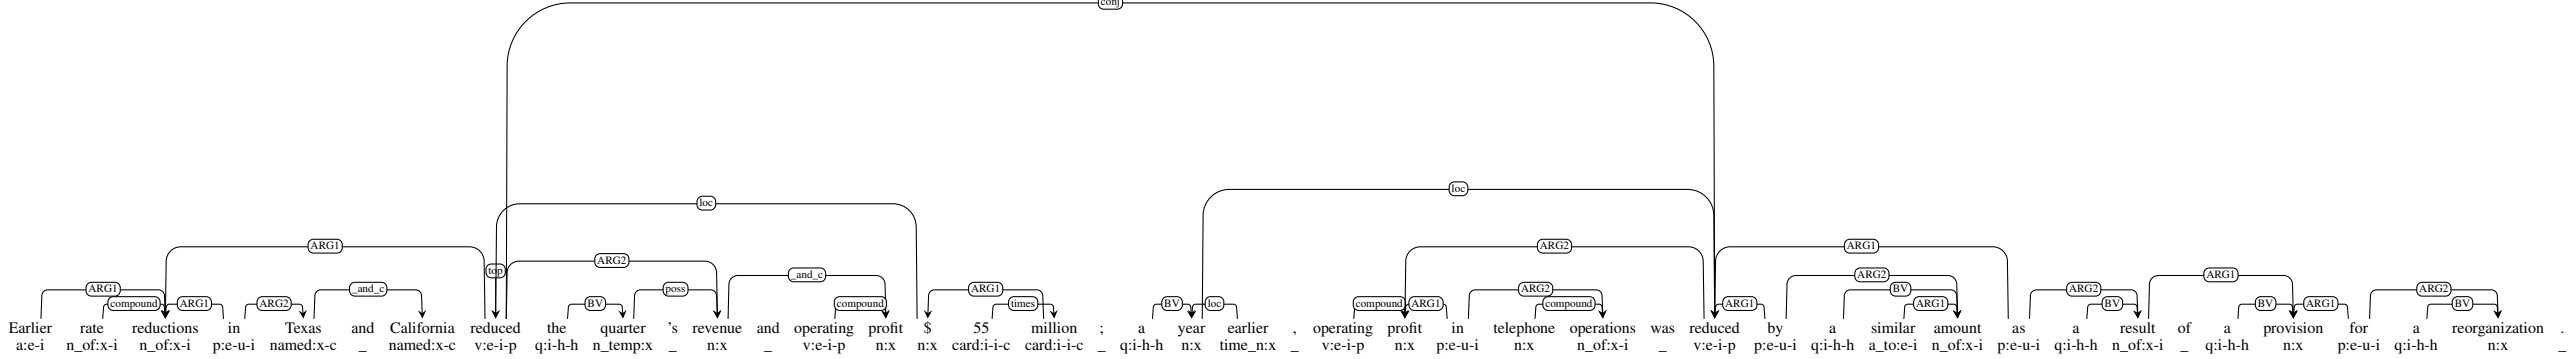 conj
loc
loc
ARG1 ARG2 ARG1
top ARG2
_and_c ARG2
ARG1 _and_c poss ARG1 BV ARG2 ARG2 ARG1 ARG2
compound ARG1 ARG2 BV compound times BV loc compound ARG1 compound ARG1 ARG1 BV BV ARG1 BV
Earlier rate reductions in Texas and California reduced the quarter 's revenue and operating profit $ 55 million ; a year earlier , operating profit in telephone operations was reduced by a similar amount as a result of a provision for a reorganization .
a:e-i n_of:x-i n_of:x-i p:e-u-i named:x-c _ named:x-c v:e-i-p q:i-h-h n_temp:x _ n:x _ v:e-i-p n:x n:x card:i-i-c card:i-i-c _ q:i-h-h n:x time_n:x _ v:e-i-p n:x p:e-u-i n:x n_of:x-i _ v:e-i-p p:e-u-i q:i-h-h a_to:e-i n_of:x-i p:e-u-i q:i-h-h n_of:x-i _ q:i-h-h n:x p:e-u-i q:i-h-h n:x _